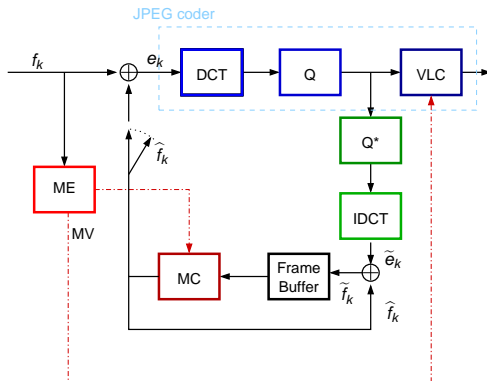 JPEG coder
f_k
e_k
DCT
Q
VLC
f̂_k
Q*
ME
IDCT
MV
ẽ_k
MC
Frame
Buffer
f̃_k
f̂_k